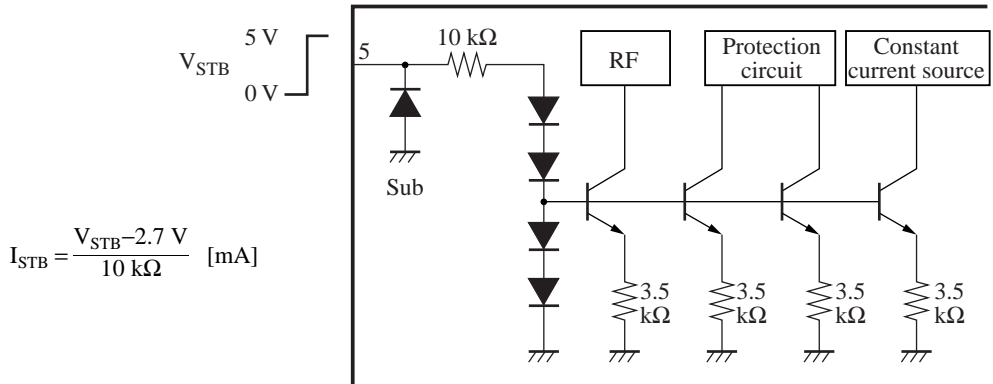 5 V
V_STB
0 V
5
10 kΩ
RF
Protection
circuit
Constant
current source
Sub
I_STB = V_STB−2.7 V / 10 kΩ [mA]
3.5
kΩ
3.5
kΩ
3.5
kΩ
3.5
kΩ